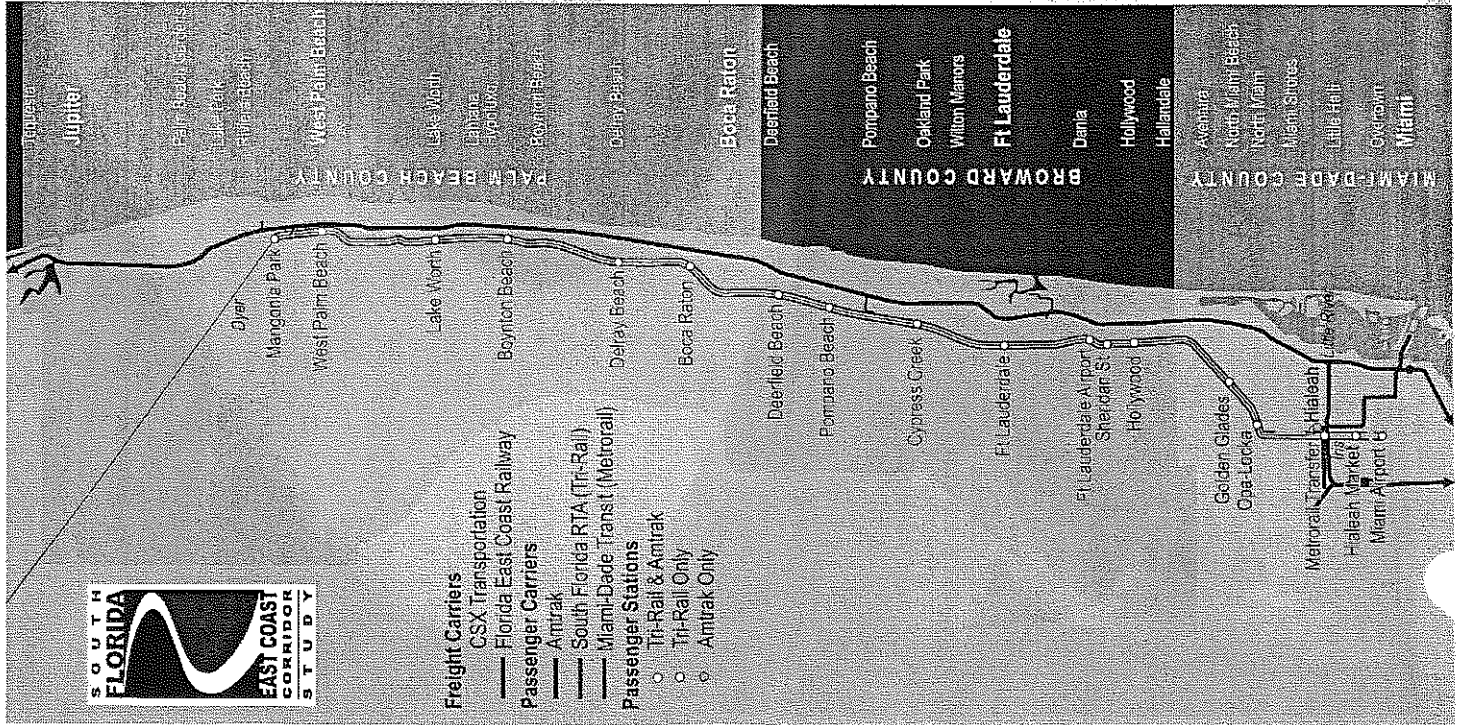 SOUTH
FLORIDA
EAST COAST
CORRIDOR
STUDY
Freight Carriers
CSX Transportation
Florida East Coast Railway
Passenger Carriers
Amtrak
South Florida RTA (Tri-Rail)
Miami-Dade Transit (Metrorail)
Passenger Stations
Tri-Rail & Amtrak
Tri-Rail Only
Amtrak Only
Dyer
Mangonia Park
West Palm Beach
Lake Worth
Boynton Beach
Delray Beach
Boca Raton
Deerfield Beach
Pompano Beach
Cypress Creek
Ft Lauderdale
Ft Lauderdale Airport
Sheridan St
Hollywood
Golden Glades
Opa-Locka
Metrorail Transfer
Hialeah
Hialeah Market
Miami Airport
Little River
PALM BEACH COUNTY
Tequesta
Jupiter
Palm Beach Gardens
Lake Park
Riviera Beach
West Palm Beach
Lake Worth
Lantana
Hypoluxo
Boynton Beach
Delray Beach
Boca Raton
BROWARD COUNTY
Deerfield Beach
Pompano Beach
Oakland Park
Wilton Manors
Ft Lauderdale
Dania
Hollywood
Hallandale
MIAMI-DADE COUNTY
Aventura
North Miami Beach
North Miami
Miami Shores
Little Haiti
Overtown
Miami